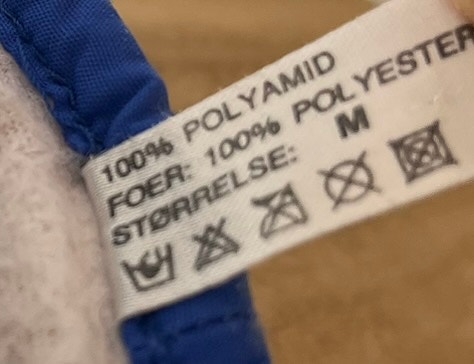 100% POLYAMID
FOER: 100% POLYESTER
STØRRELSE: M